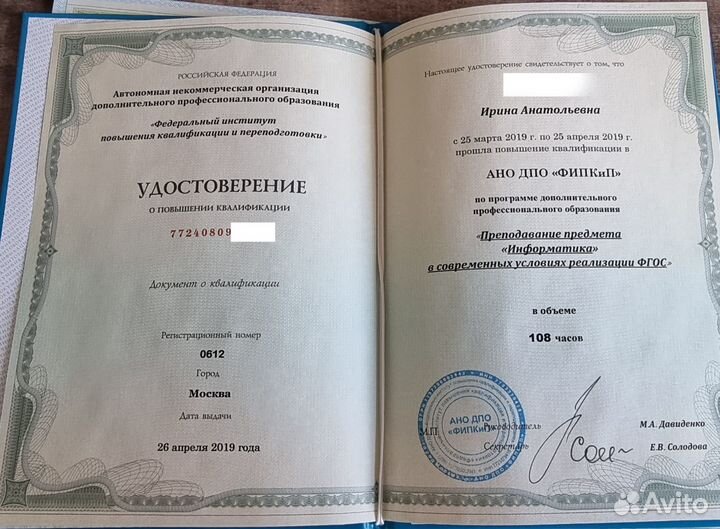 РОССИЙСКАЯ ФЕДЕРАЦИЯ
Автономная некоммерческая организация
дополнительного профессионального образования
«Федеральный институт
повышения квалификации и переподготовки»
УДОСТОВЕРЕНИЕ
О ПОВЫШЕНИИ КВАЛИФИКАЦИИ
77240809
Документ о квалификации
Регистрационный номер
0612
Город
Москва
Дата выдачи
26 апреля 2019 года
Настоящее удостоверение свидетельствует о том, что
Ирина Анатольевна
с 25 марта 2019 г. по 25 апреля 2019 г.
прошла повышение квалификации в
АНО ДПО «ФИПКиП»
по программе дополнительного
профессионального образования
«Преподавание предмета
«Информатика»
в современных условиях реализации ФГОС»
в объеме
108 часов
АНО ДПО
«ФИПКиП»
М.П.
Руководитель
М.А. Давиденко
Секретарь
Е.В. Солодова
Avito